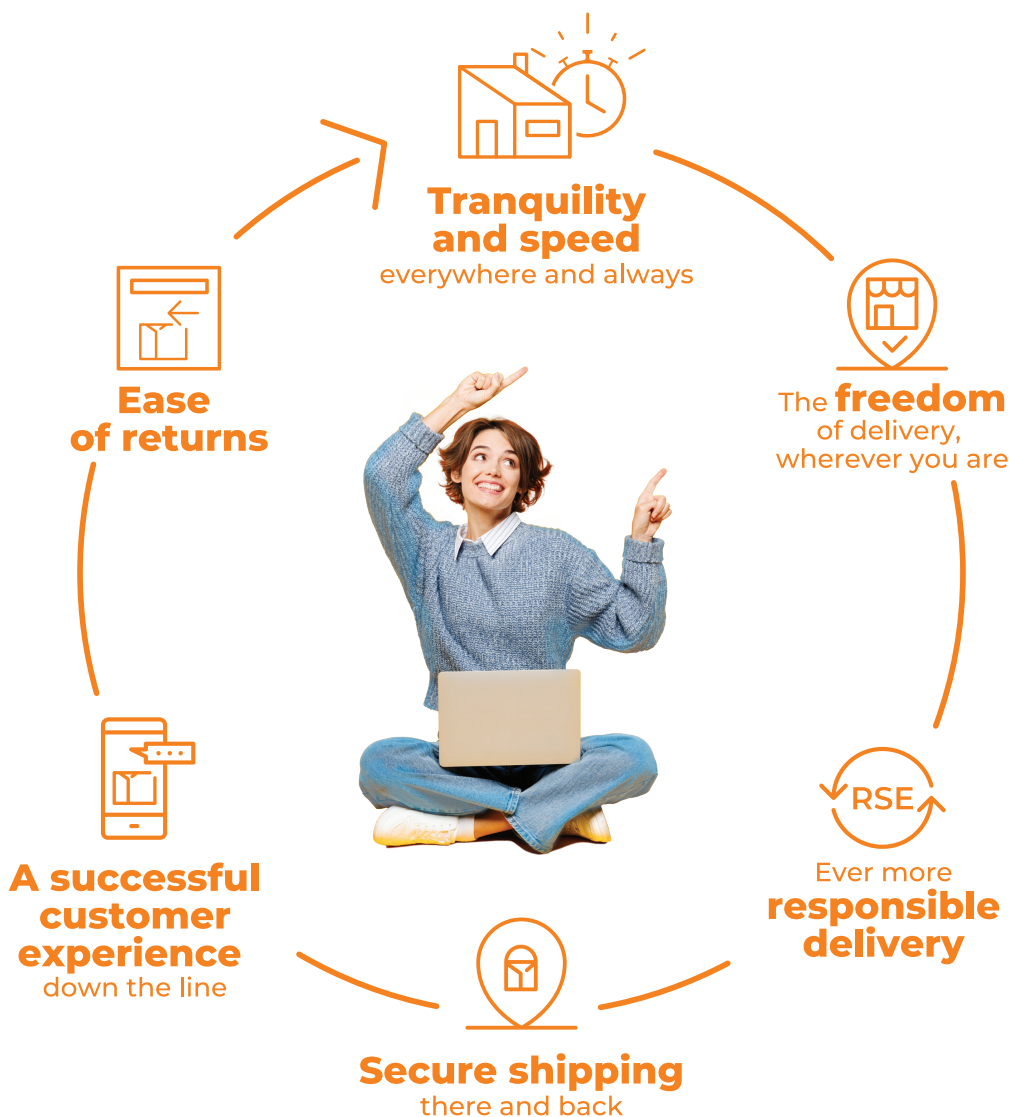 Tranquility
and speed
everywhere and always
The freedom
of delivery,
wherever you are
RSE
Ever more
responsible
delivery
Secure shipping
there and back
A successful
customer
experience
down the line
Ease
of returns